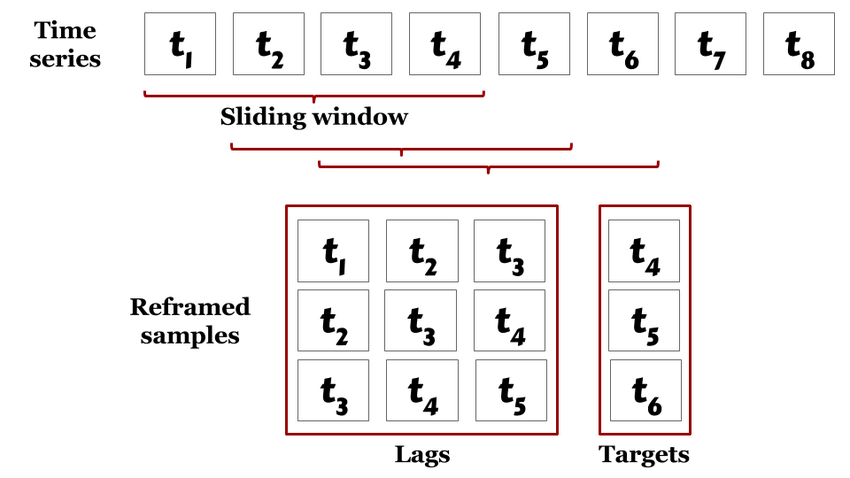 Time
series
t1 t2 t3 t4 t5 t6 t7 t8
Sliding window
t1 t2 t3 t4
Reframed
samples
t2 t3 t4 t5
t3 t4 t5 t6
Lags Targets